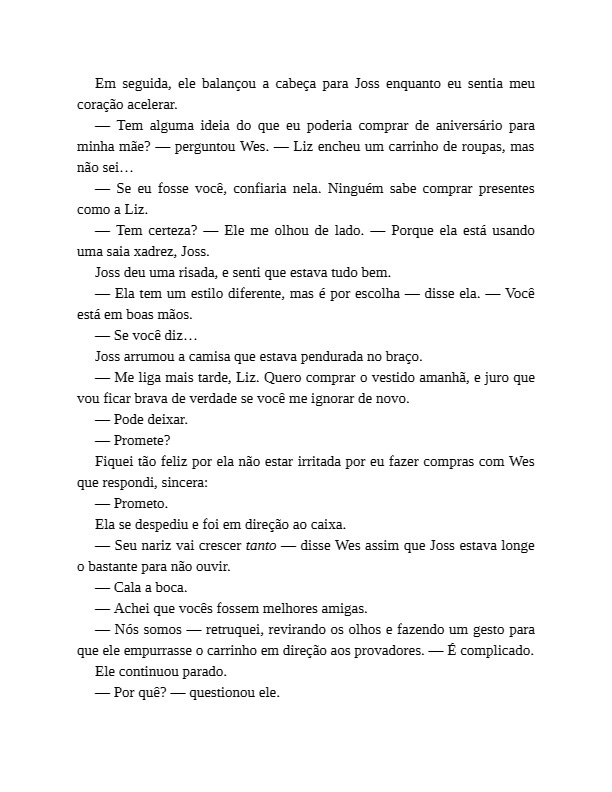 Em seguida, ele balançou a cabeça para Joss enquanto eu sentia meu
coração acelerar.
— Tem alguma ideia do que eu poderia comprar de aniversário para
minha mãe? — perguntou Wes. — Liz encheu um carrinho de roupas, mas
não sei…
— Se eu fosse você, confiaria nela. Ninguém sabe comprar presentes
como a Liz.
— Tem certeza? — Ele me olhou de lado. — Porque ela está usando
uma saia xadrez, Joss.
Joss deu uma risada, e senti que estava tudo bem.
— Ela tem um estilo diferente, mas é por escolha — disse ela. — Você
está em boas mãos.
— Se você diz…
Joss arrumou a camisa que estava pendurada no braço.
— Me liga mais tarde, Liz. Quero comprar o vestido amanhã, e juro que
vou ficar brava de verdade se você me ignorar de novo.
— Pode deixar.
— Promete?
Fiquei tão feliz por ela não estar irritada por eu fazer compras com Wes
que respondi, sincera:
— Prometo.
Ela se despediu e foi em direção ao caixa.
— Seu nariz vai crescer tanto — disse Wes assim que Joss estava longe
o bastante para não ouvir.
— Cala a boca.
— Achei que vocês fossem melhores amigas.
— Nós somos — retruquei, revirando os olhos e fazendo um gesto para
que ele empurrasse o carrinho em direção aos provadores. — É complicado.
Ele continuou parado.
— Por quê? — questionou ele.